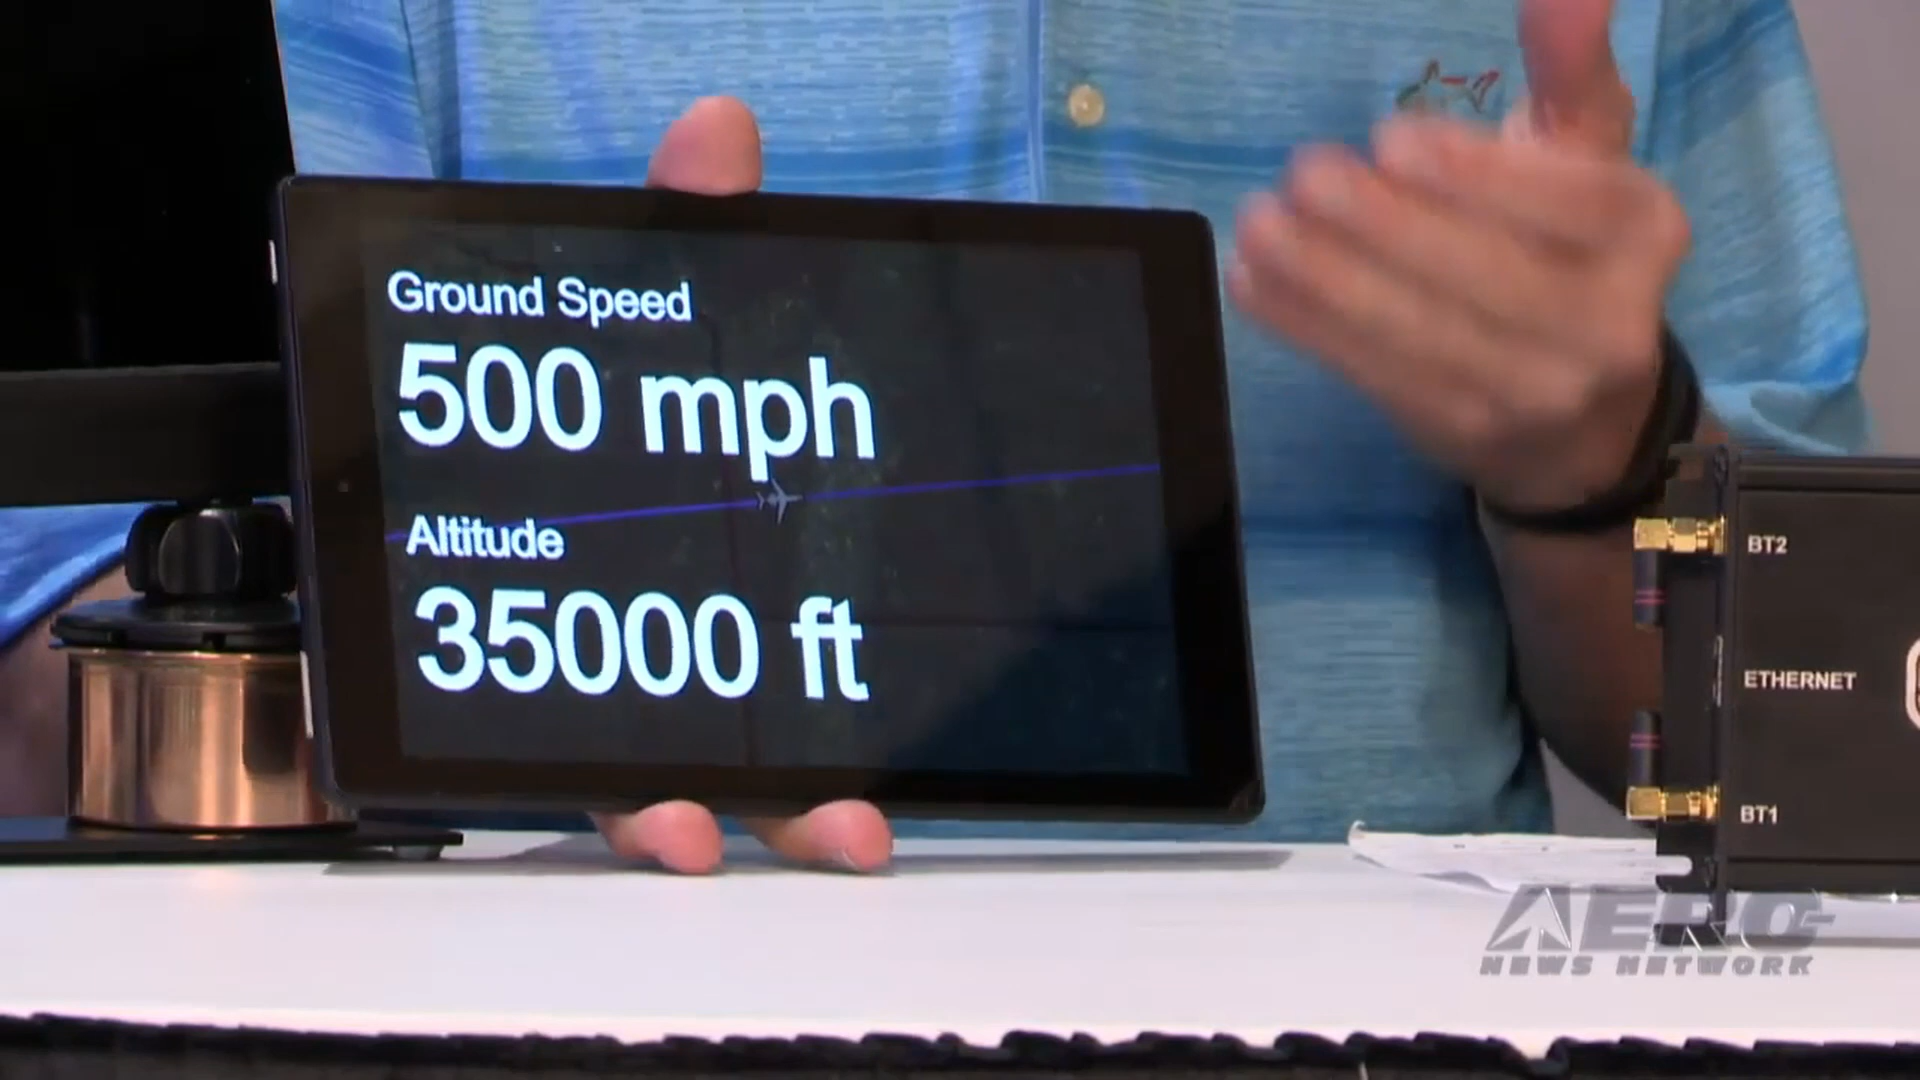 Ground Speed
500 mph
Altitude
35000 ft
BT2
ETHERNET
BT1
AERO
NEWS NETWORK